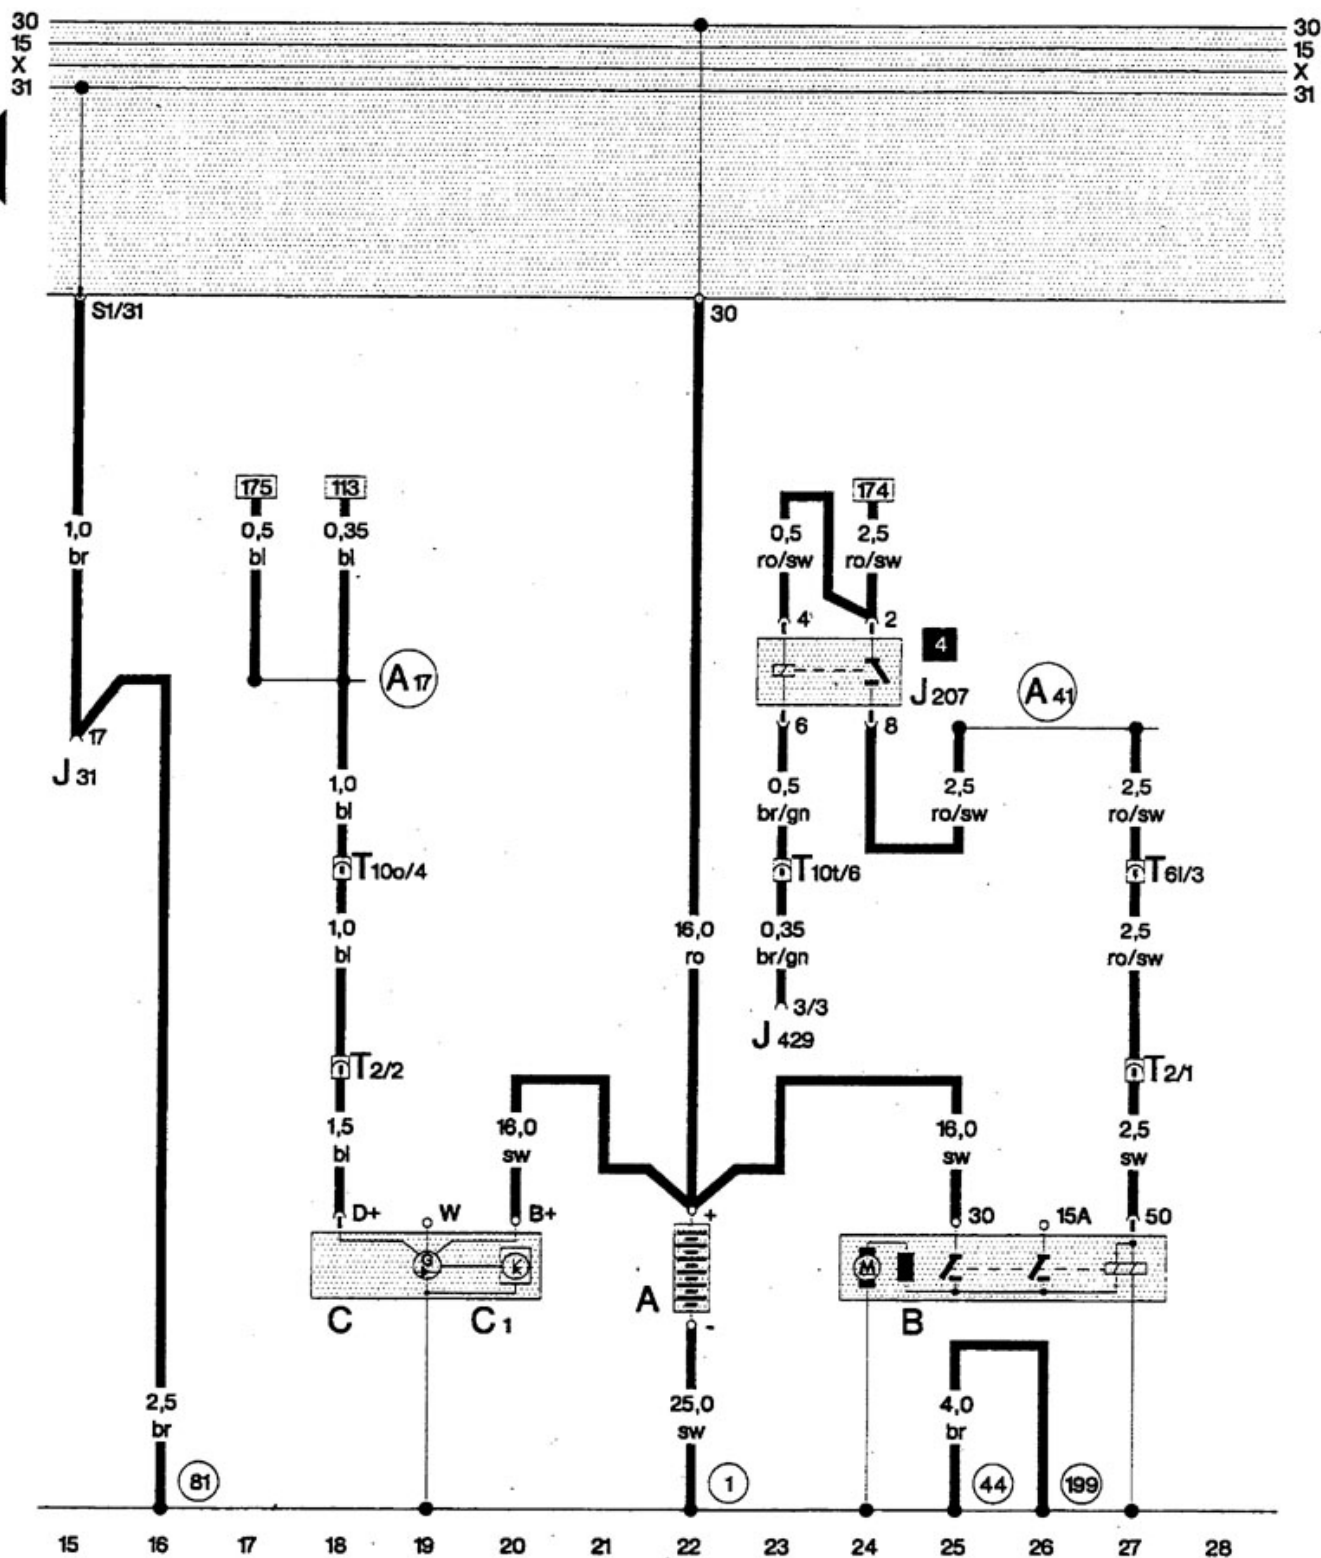 30 30
15 15
X X
31 31
S1/31 30
175 113 174
1,0 0,5 0,35 0,5 2,5
br bl bl ro/sw ro/sw
4 2
4
A 17 J 207 A 41
17 6 8
J 31
1,0 0,5 2,5 2,5
bl br/gn ro/sw ro/sw
T10o/4 T10t/6 T6l/3
1,0 16,0 0,35 2,5
bl ro br/gn ro/sw
3/3
J 429
T2/2 T2/1
1,5 16,0 16,0 2,5
bl sw sw sw
D+ W B+ + 30 15A 50
G M
A
C C1 - B
2,5 25,0 4,0
br sw br
81 1 44 199
15 16 17 18 19 20 21 22 23 24 25 26 27 28